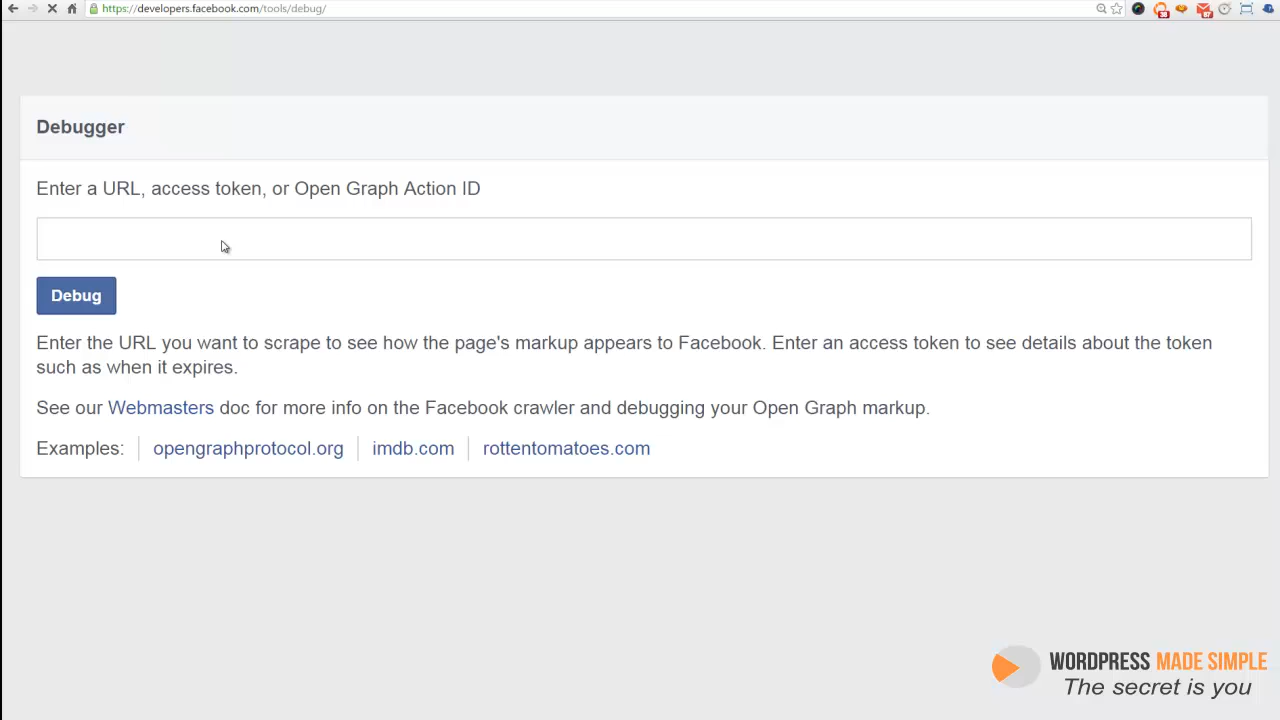 https://developers.facebook.com/tools/debug/
Debugger
Enter a URL, access token, or Open Graph Action ID
Debug
Enter the URL you want to scrape to see how the page's markup appears to Facebook. Enter an access token to see details about the token
such as when it expires.
See our Webmasters doc for more info on the Facebook crawler and debugging your Open Graph markup.
Examples: opengraphprotocol.org imdb.com rottentomatoes.com
WORDPRESS MADE SIMPLE
The secret is you